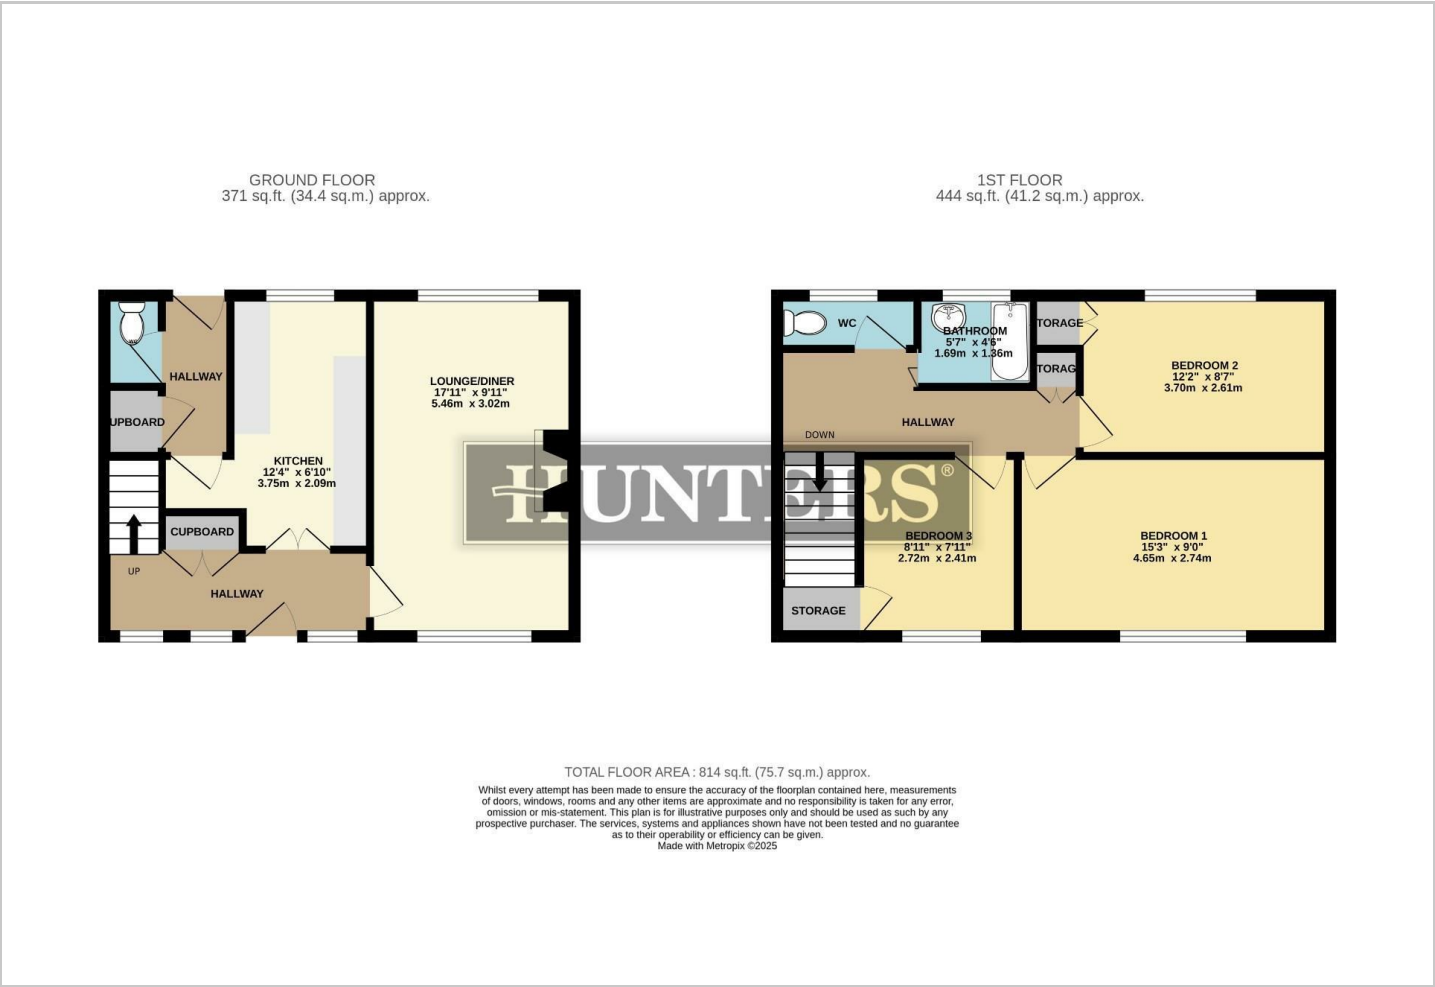 GROUND FLOOR
371 sq.ft. (34.4 sq.m.) approx.
1ST FLOOR
444 sq.ft. (41.2 sq.m.) approx.
HALLWAY
UPBOARD
LOUNGE/DINER
17'11" x 9'11"
5.46m x 3.02m
KITCHEN
12'4" x 6'10"
3.75m x 2.09m
CUPBOARD
UP
HALLWAY
WC
BATHROOM
5'7" x 4'6"
1.69m x 1.36m
TORAGE
TORAG
BEDROOM 2
12'2" x 8'7"
3.70m x 2.61m
HALLWAY
DOWN
HUNTERS®
BEDROOM 3
8'11" x 7'11"
2.72m x 2.41m
BEDROOM 1
15'3" x 9'0"
4.65m x 2.74m
STORAGE
TOTAL FLOOR AREA : 814 sq.ft. (75.7 sq.m.) approx.
Whilst every attempt has been made to ensure the accuracy of the floorplan contained here, measurements
of doors, windows, rooms and any other items are approximate and no responsibility is taken for any error,
omission or mis-statement. This plan is for illustrative purposes only and should be used as such by any
prospective purchaser. The services, systems and appliances shown have not been tested and no guarantee
as to their operability or efficiency can be given.
Made with Metropix ©2025